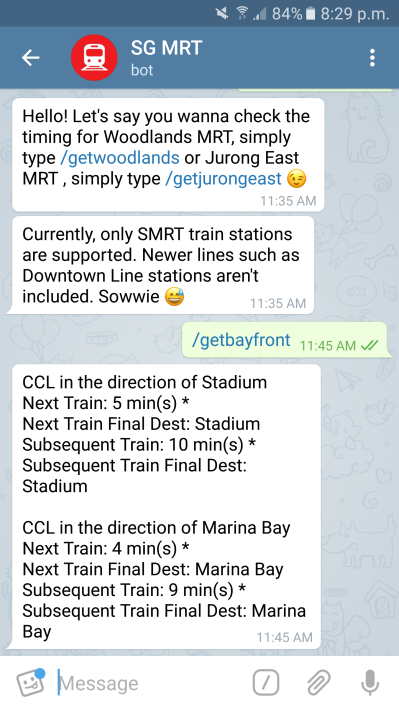 84% 8:29 p.m.
SG MRT
bot
Hello! Let's say you wanna check the
timing for Woodlands MRT, simply
type /getwoodlands or Jurong East
MRT , simply type /getjurongeast 😉
11:35 AM
Currently, only SMRT train stations
are supported. Newer lines such as
Downtown Line stations aren't
included. Sowwie 😅
11:35 AM
/getbayfront 11:45 AM
CCL in the direction of Stadium
Next Train: 5 min(s) *
Next Train Final Dest: Stadium
Subsequent Train: 10 min(s) *
Subsequent Train Final Dest:
Stadium
CCL in the direction of Marina Bay
Next Train: 4 min(s) *
Next Train Final Dest: Marina Bay
Subsequent Train: 9 min(s) *
Subsequent Train Final Dest: Marina
Bay
11:45 AM
Message